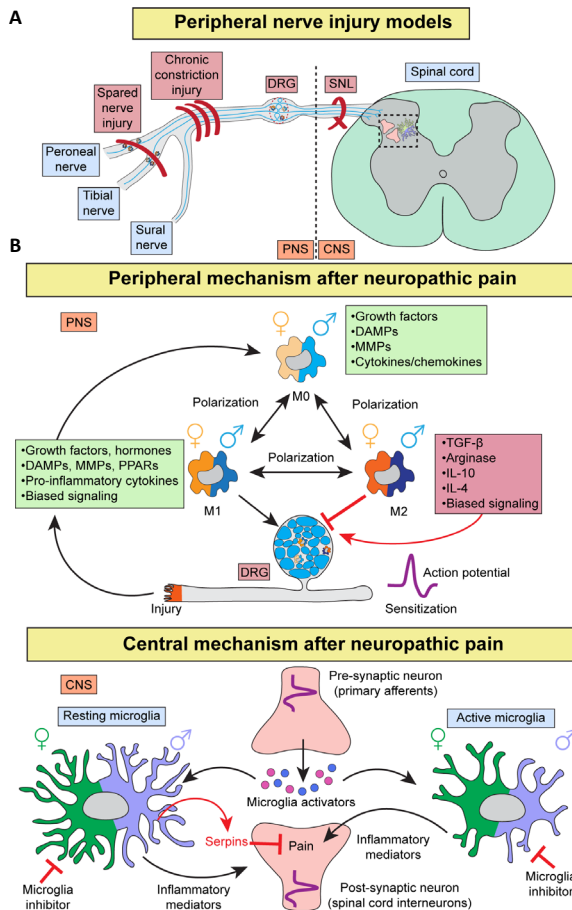 A
Peripheral nerve injury models
Chronic
constriction
injury
DRG
SNL
Spinal cord
Spared
nerve
injury
Peroneal
nerve
Tibial
nerve
Sural
nerve
PNS
CNS
B
Peripheral mechanism after neuropathic pain
PNS
♀ ♂
•Growth factors
•DAMPs
•MMPs
•Cytokines/chemokines
M0
Polarization
Polarization
•Growth factors, hormones
•DAMPs, MMPs, PPARs
•Pro-inflammatory cytokines
•Biased signaling
♀ ♂
Polarization
♀ ♂
•TGF-β
•Arginase
•IL-10
•IL-4
•Biased signaling
M1
M2
DRG
Action potential
Injury
Sensitization
Central mechanism after neuropathic pain
CNS
Pre-synaptic neuron
(primary afferents)
Resting microglia
Active microglia
♀ ♂
♀ ♂
Microglia activators
Serpins
Pain
Inflammatory
mediators
Microglia
inhibitor
Inflammatory
mediators
Post-synaptic neuron
(spinal cord interneurons)
Microglia
inhibitor